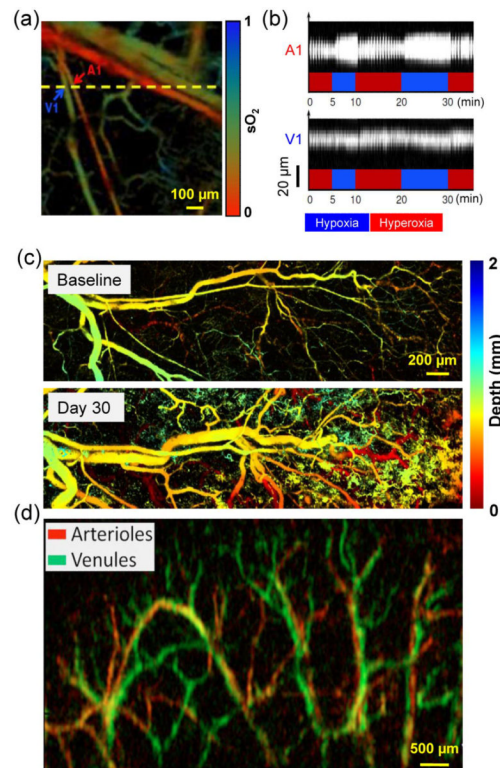 (a)
A1
V1
100 µm
1
sO2
0
(b)
A1
0 5 10 20 30 (min)
V1
20 µm
0 5 10 20 30 (min)
Hypoxia
Hyperoxia
(c)
Baseline
200 µm
Day 30
2
Depth (mm)
0
(d)
Arterioles
Venules
500 µm